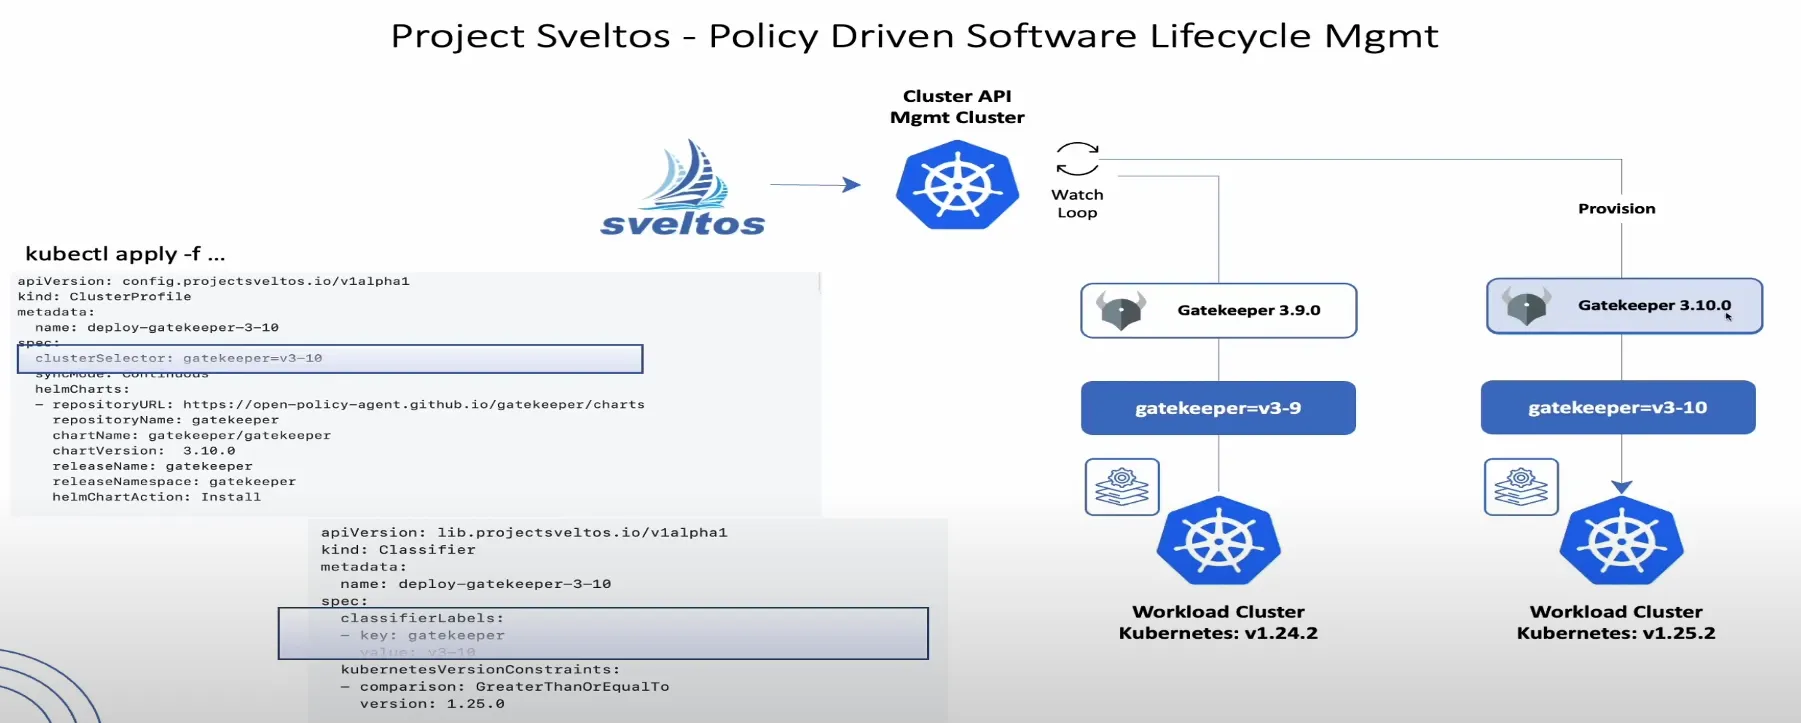 Project Sveltos - Policy Driven Software Lifecycle Mgmt
Cluster API
Mgmt Cluster
sveltos
Watch
Loop
Provision
kubectl apply -f ...
apiVersion: config.projectsveltos.io/v1alpha1
kind: ClusterProfile
metadata:
  name: deploy-gatekeeper-3-10
spec:
  clusterSelector: gatekeeper=v3-10
  syncMode: Continuous
  helmCharts:
  - repositoryURL: https://open-policy-agent.github.io/gatekeeper/charts
    repositoryName: gatekeeper
    chartName: gatekeeper/gatekeeper
    chartVersion:  3.10.0
    releaseName: gatekeeper
    releaseNamespace: gatekeeper
    helmChartAction: Install
apiVersion: lib.projectsveltos.io/v1alpha1
kind: Classifier
metadata:
  name: deploy-gatekeeper-3-10
spec:
  classifierLabels:
  - key: gatekeeper
    value: v3-10
  kubernetesVersionConstraints:
  - comparison: GreaterThanOrEqualTo
    version: 1.25.0
Gatekeeper 3.9.0
gatekeeper=v3-9
Workload Cluster
Kubernetes: v1.24.2
Gatekeeper 3.10.0
gatekeeper=v3-10
Workload Cluster
Kubernetes: v1.25.2